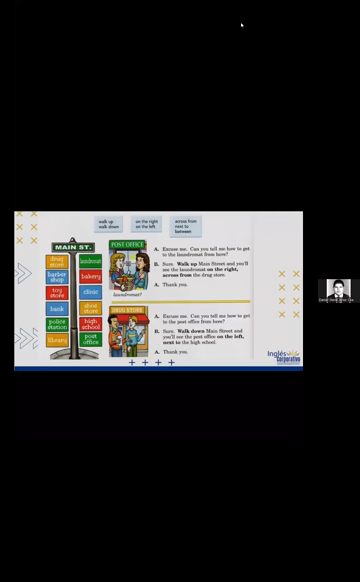 walk up
walk down
on the right
on the left
across from
next to
between
MAIN ST.
drug store
laundromat
barber shop
bakery
toy store
clinic
bank
shoe store
police station
high school
library
post office
POST OFFICE
laundromat?
DRUG STORE
A. Excuse me. Can you tell me how to get
to the laundromat from here?
B. Sure. Walk up Main Street and you'll
see the laundromat on the right,
across from the drug store.
A. Thank you.
A. Excuse me. Can you tell me how to get
to the post office from here?
B. Sure. Walk down Main Street and
you'll see the post office on the left,
next to the high school.
A. Thank you.
inglés
Corporativo